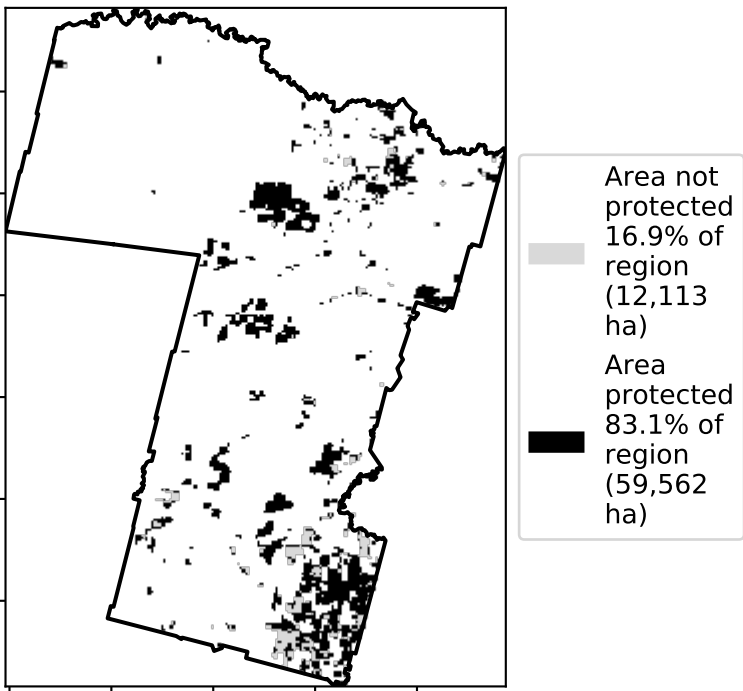 Area not
protected
16.9% of
region
(12,113
ha)
Area
protected
83.1% of
region
(59,562
ha)